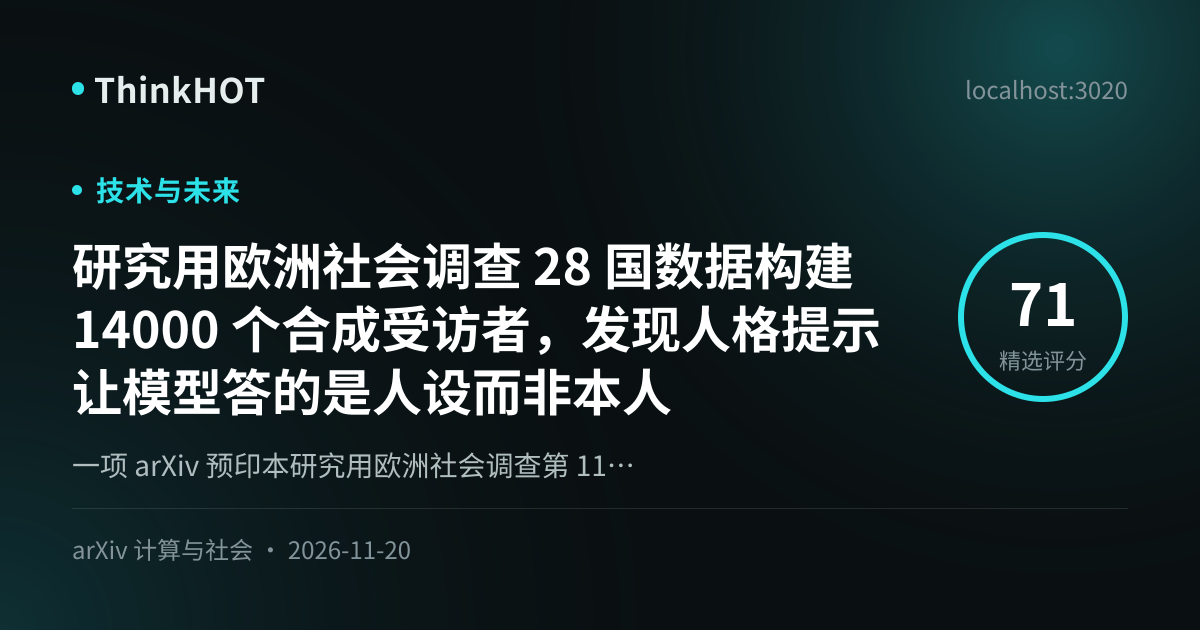 ThinkHOT
localhost:3020
技术与未来
研究用欧洲社会调查 28 国数据构建
14000 个合成受访者，发现人格提示
让模型答的是人设而非本人
71
精选评分
一项 arXiv 预印本研究用欧洲社会调查第 11…
arXiv 计算与社会 · 2026-11-20